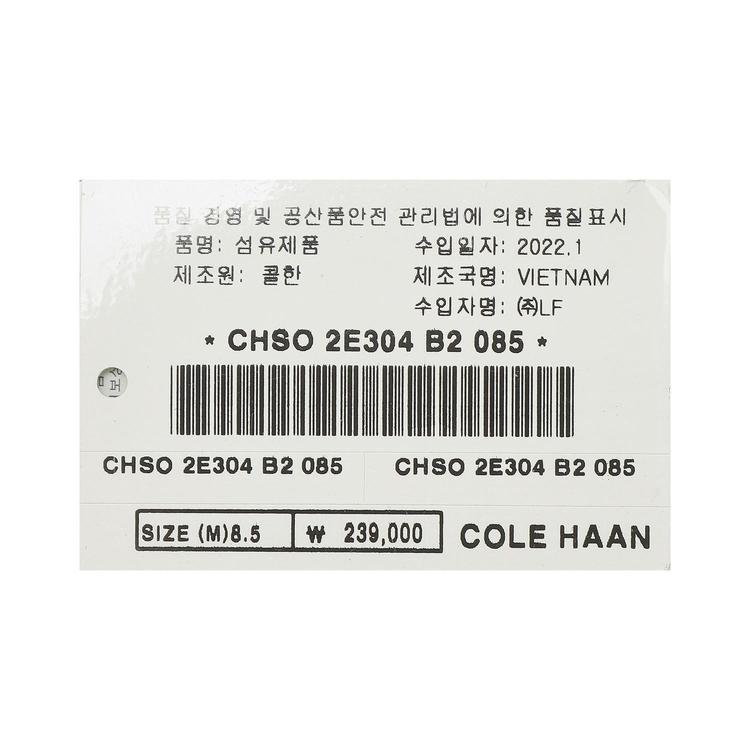 품질 경영 및 공산품안전 관리법에 의한 품질표시
품명: 섬유제품 수입일자: 2022.1
제조원: 콜한 제조국명: VIETNAM
수입자명: ㈜LF
* CHSO 2E304 B2 085 *
CHSO 2E304 B2 085 CHSO 2E304 B2 085
SIZE (M)8.5 ₩ 239,000 COLE HAAN